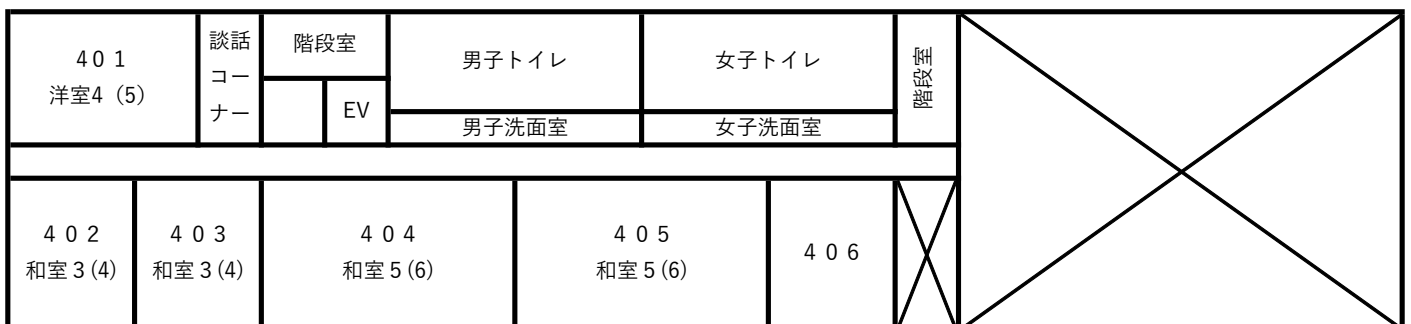 ４０１
洋室4（5）
談話
コー
ナー
階段室
EV
男子トイレ
男子洗面室
女子トイレ
女子洗面室
階段室
４０２
和室３(4)
４０３
和室３(4)
４０４
和室５(6)
４０５
和室５(6)
４０６